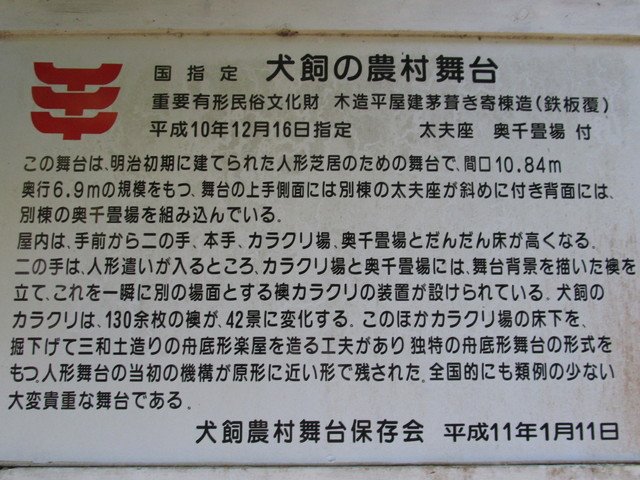 国指定 犬飼の農村舞台
重要有形民俗文化財 木造平屋建茅葺き寄棟造(鉄板覆)
平成10年12月16日指定 太夫座 奥千畳場 付
この舞台は、明治初期に建てられた人形芝居のための舞台で、間口10.84m
奥行6.9mの規模をもつ、舞台の上手側面には別棟の太夫座が斜めに付き背面には、
別棟の奥千畳場を組み込んでいる.
屋内は、手前から二の手、本手、カラクリ場、奥千畳場とだんだん床が高くなる.
二の手は、人形遣いが入るところ、カラクリ場と奥千畳場には、舞台背景を描いた襖を
立て、これを一瞬に別の場面とする襖カラクリの装置が設けられている. 犬飼の
カラクリは、130余枚の襖が、42景に変化する. このほかカラクリ場の床下を、
掘下げて三和土造りの舟底形楽屋を造る工夫があり 独特の舟底形舞台の形式を
もつ.人形舞台の当初の機構が原形に近い形で残された.全国的にも類例の少ない
大変貴重な舞台である.
犬飼農村舞台保存会 平成11年1月11日